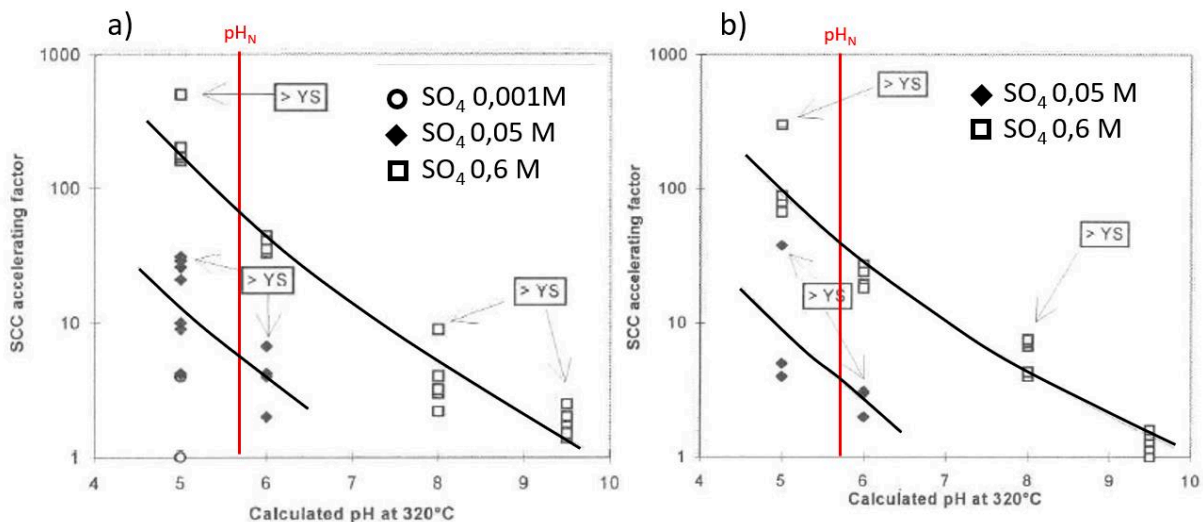 a)
pH_N
1000
100
10
1
SCC accelerating factor
> YS
SO4 0,001M
SO4 0,05 M
SO4 0,6 M
> YS
> YS
4 5 6 7 8 9 10
Calculated pH at 320°C
b)
pH_N
1000
100
10
1
SCC accelerating factor
> YS
SO4 0,05 M
SO4 0,6 M
> YS
> YS
4 5 6 7 8 9 10
Calculated pH at 320°C